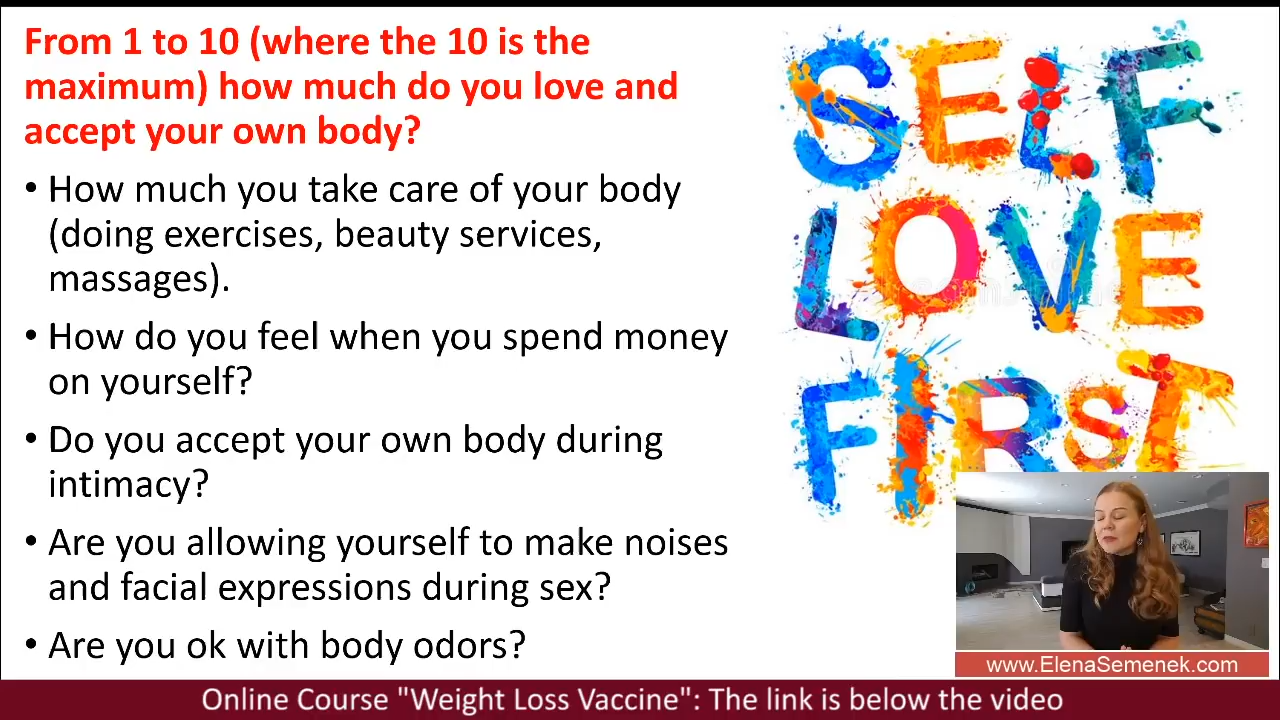 From 1 to 10 (where the 10 is the
maximum) how much do you love and
accept your own body?
• How much you take care of your body
(doing exercises, beauty services,
massages).
• How do you feel when you spend money
on yourself?
• Do you accept your own body during
intimacy?
• Are you allowing yourself to make noises
and facial expressions during sex?
• Are you ok with body odors?
SELF
LOVE
FIRST
www.ElenaSemenek.com
Online Course "Weight Loss Vaccine": The link is below the video